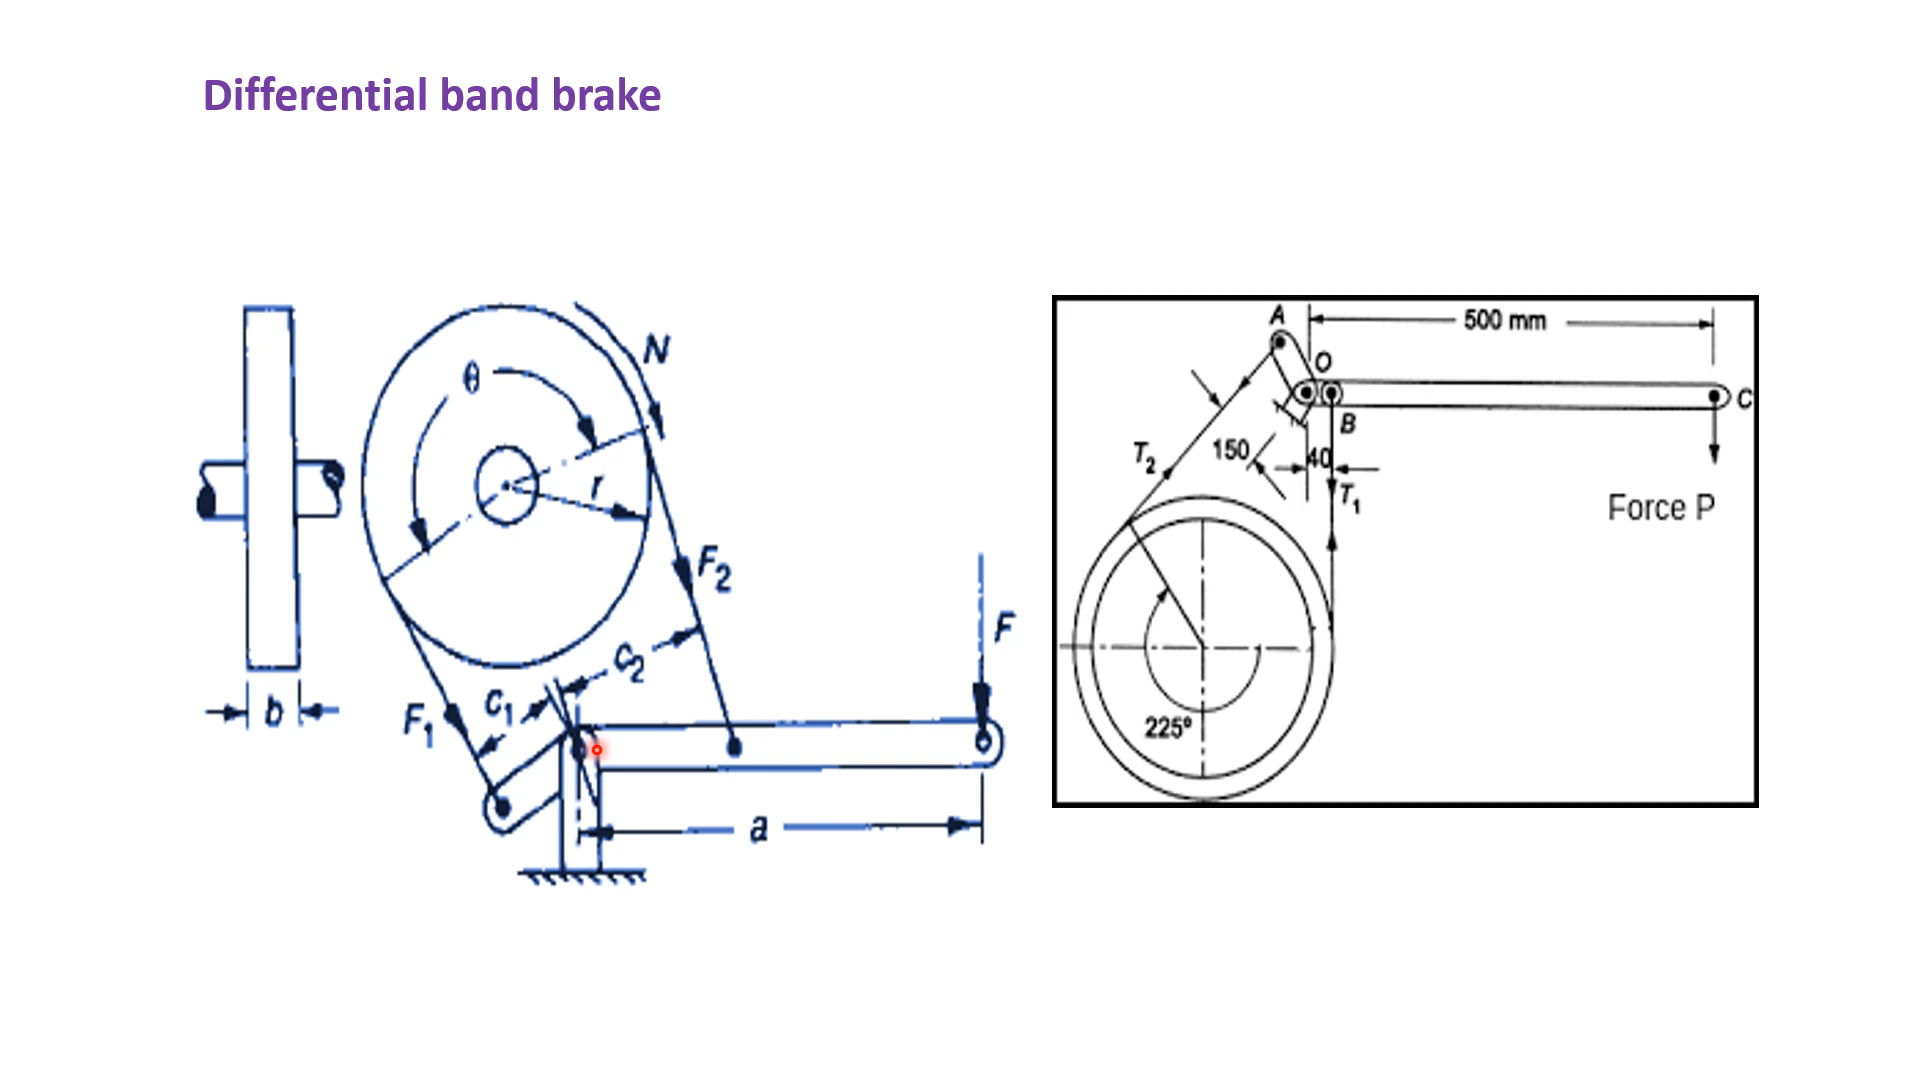 Differential band brake
N
θ
r
F2
F
c2
c1
F1
b
a
A
500 mm
O
C
B
T2
150
40
T1
Force P
225°